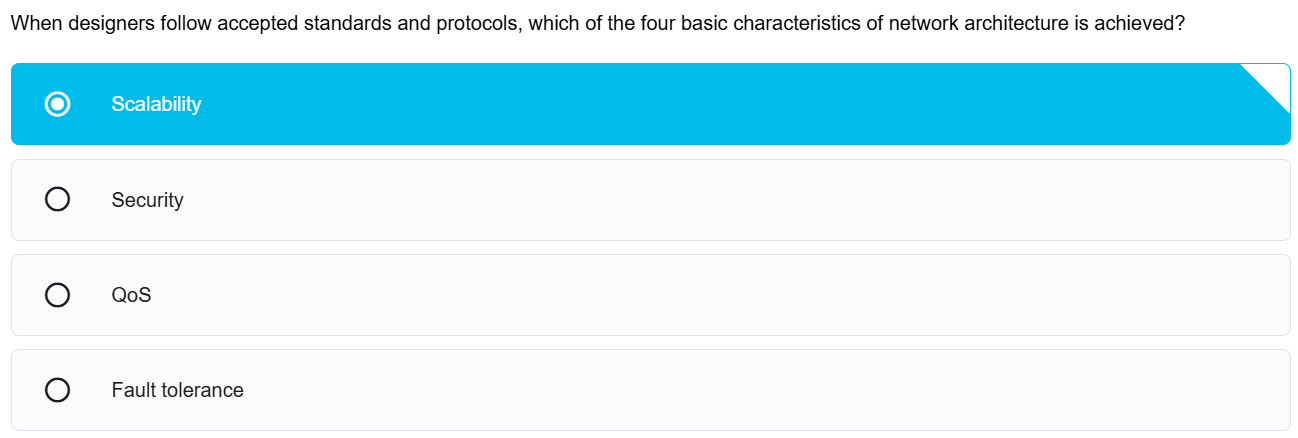 When designers follow accepted standards and protocols, which of the four basic characteristics of network architecture is achieved?
Scalability
Security
QoS
Fault tolerance